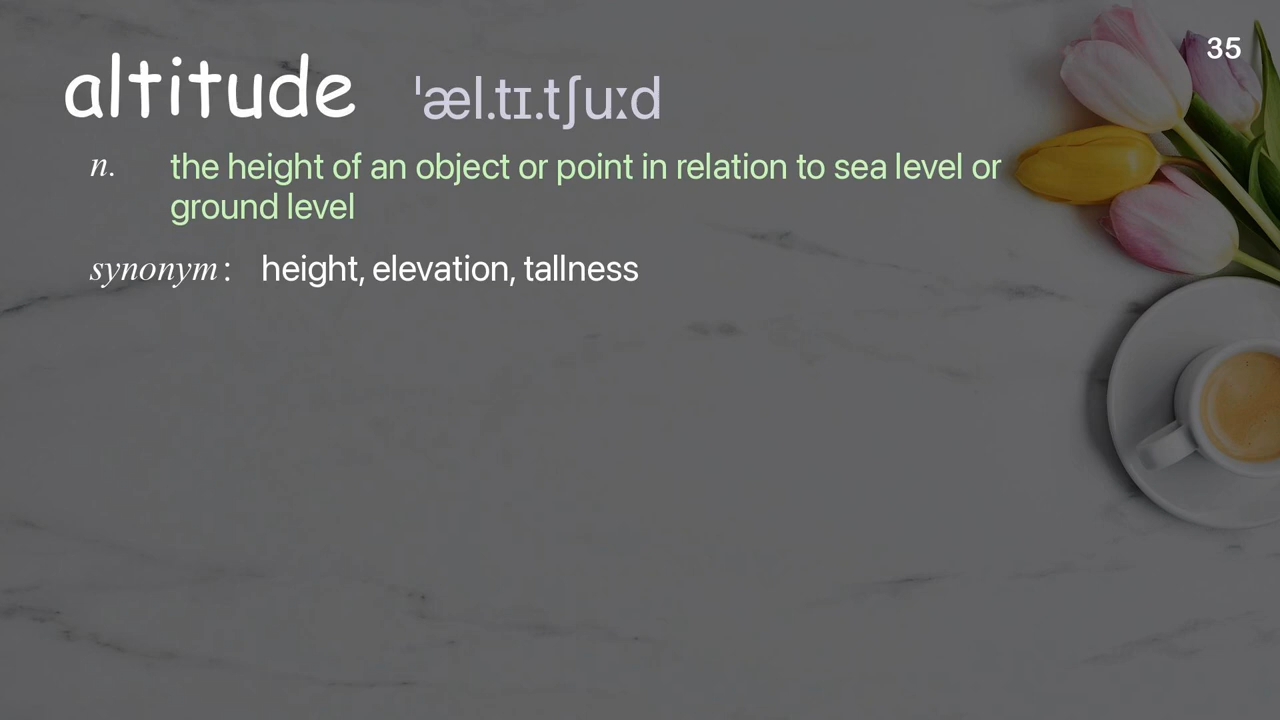 35
altitude ˈæl.tɪ.tʃuːd
n. the height of an object or point in relation to sea level or
ground level
synonym: height, elevation, tallness